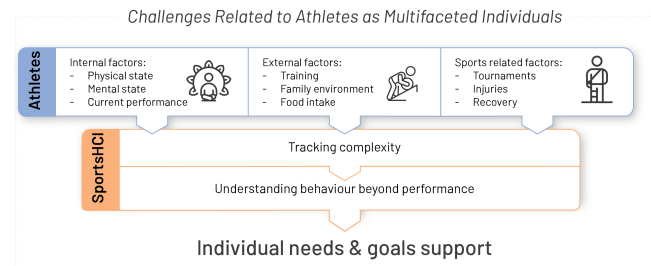 Challenges Related to Athletes as Multifaceted Individuals
Athletes
Internal factors:
- Physical state
- Mental state
- Current performance
External factors:
- Training
- Family environment
- Food intake
Sports related factors:
- Tournaments
- Injuries
- Recovery
SportsHCI
Tracking complexity
Understanding behaviour beyond performance
Individual needs & goals support